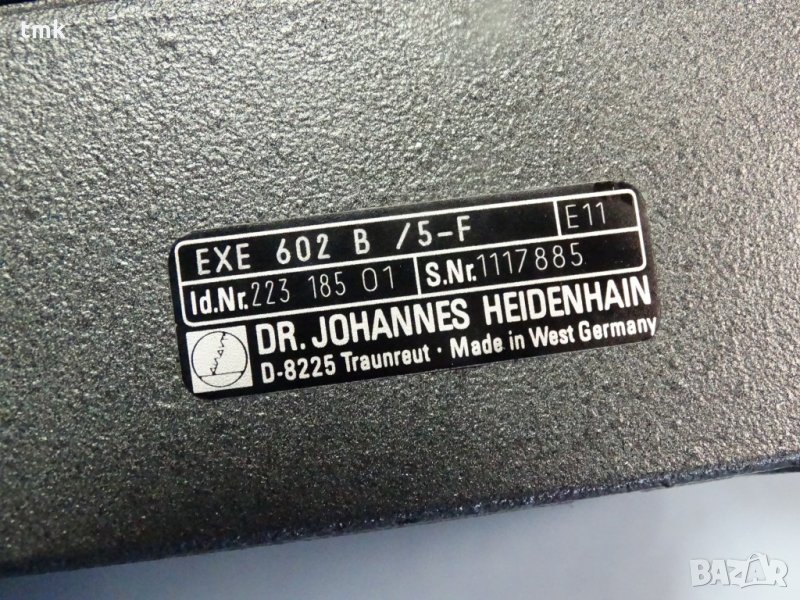 tmk
EXE 602 B /5-F E11
Id.Nr. 223 185 01 S.Nr. 1117885
DR. JOHANNES HEIDENHAIN
D-8225 Traunreut · Made in West Germany
BAZAR